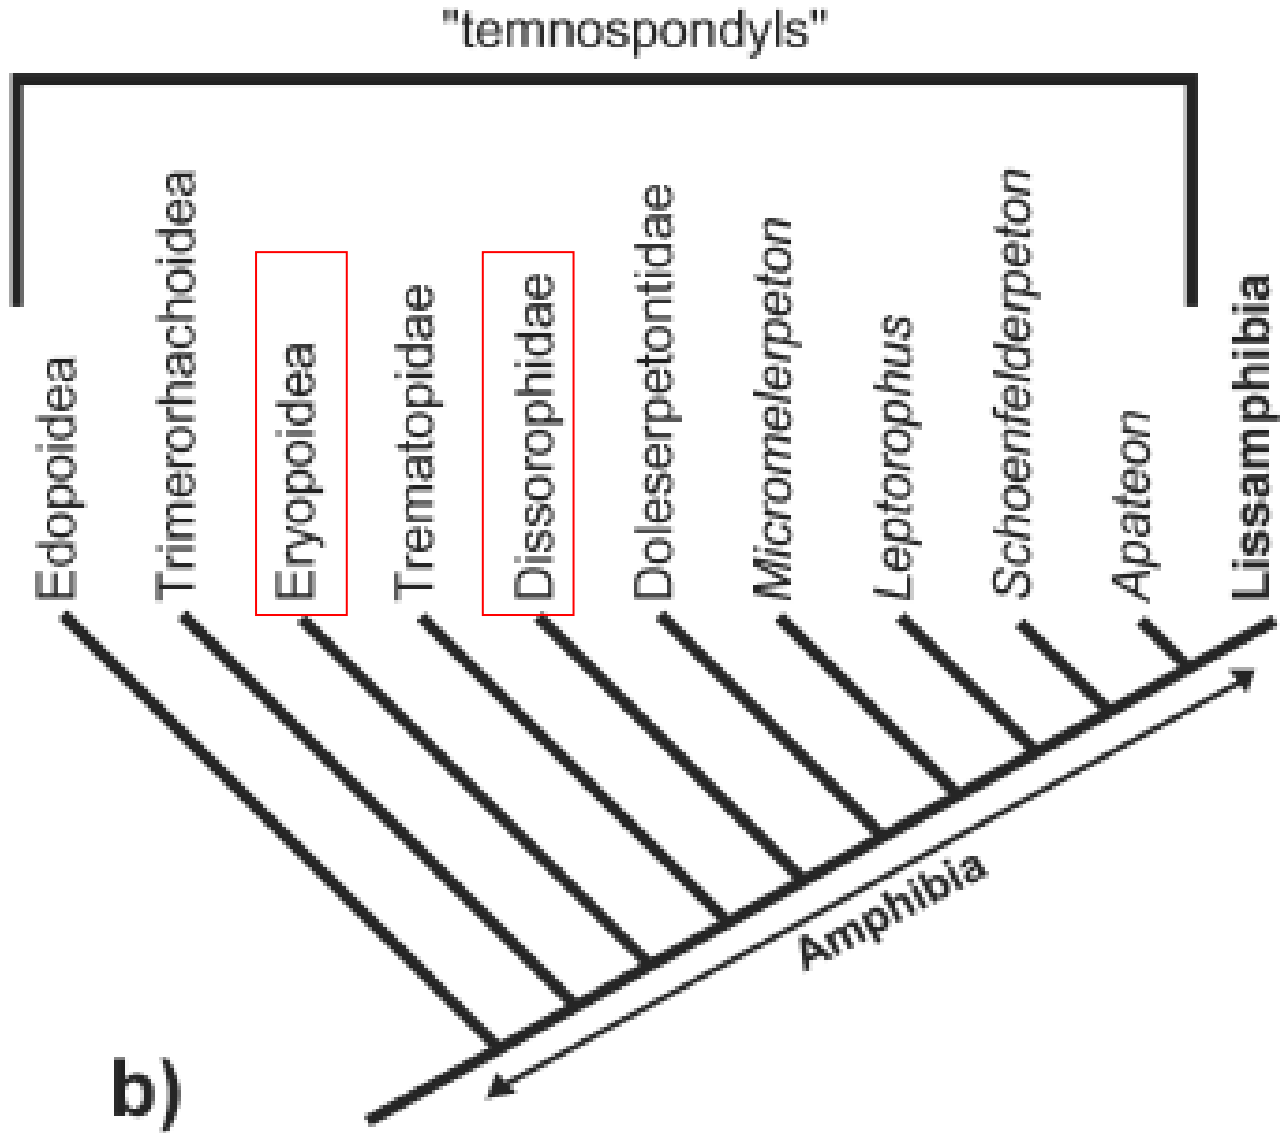 "temnospondyls"
Edopoidea
Trimerorhachoidea
Eryopoidea
Trematopidae
Dissorophidae
Doleserpetontidae
Micromelerpeton
Leptorophus
Schoenfelderpeton
Apateon
Lissamphibia
Amphibia
b)